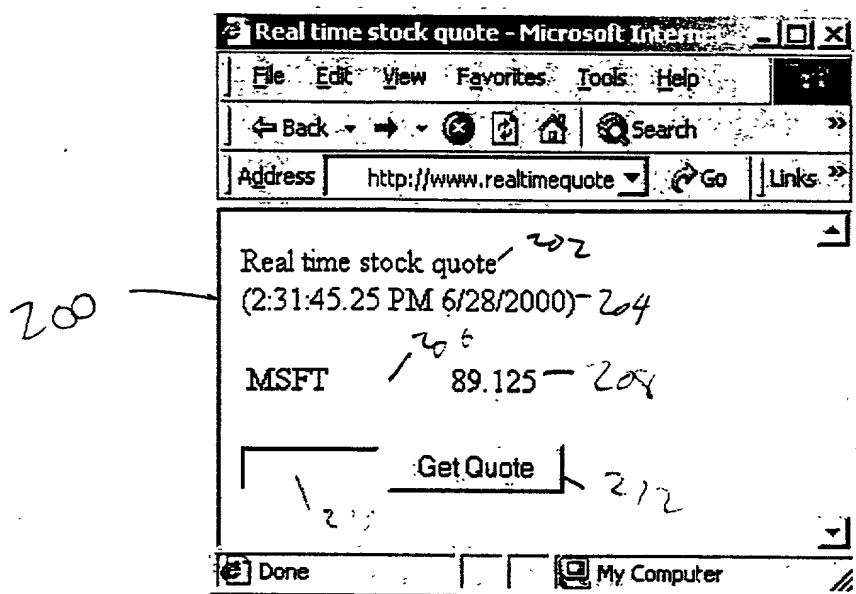 Real time stock quote - Microsoft
File Edit View Favorites Tools Help
Back Search
Address http://www.realtimequote Go Links
Real time stock quote 202
200 (2:31:45.25 PM 6/28/2000) 204
206
MSFT 89.125 208
Get Quote
212
Done My Computer